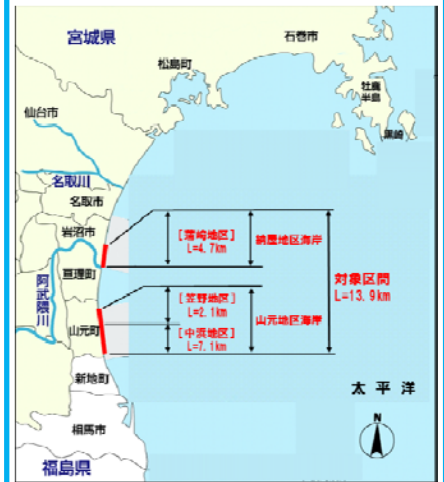 宮城県
石巻市
松島町
牡鹿
半島
黒崎
仙台市
名取川
名取市
岩沼市
[蒲崎地区]
L=4.7km
納屋地区海岸
亘理町
阿武隈川
対象区間
L=13.9km
[笠野地区]
L=2.1km
山元地区海岸
山元町
[中浜地区]
L=7.1km
新地町
太平洋
N
相馬市
福島県